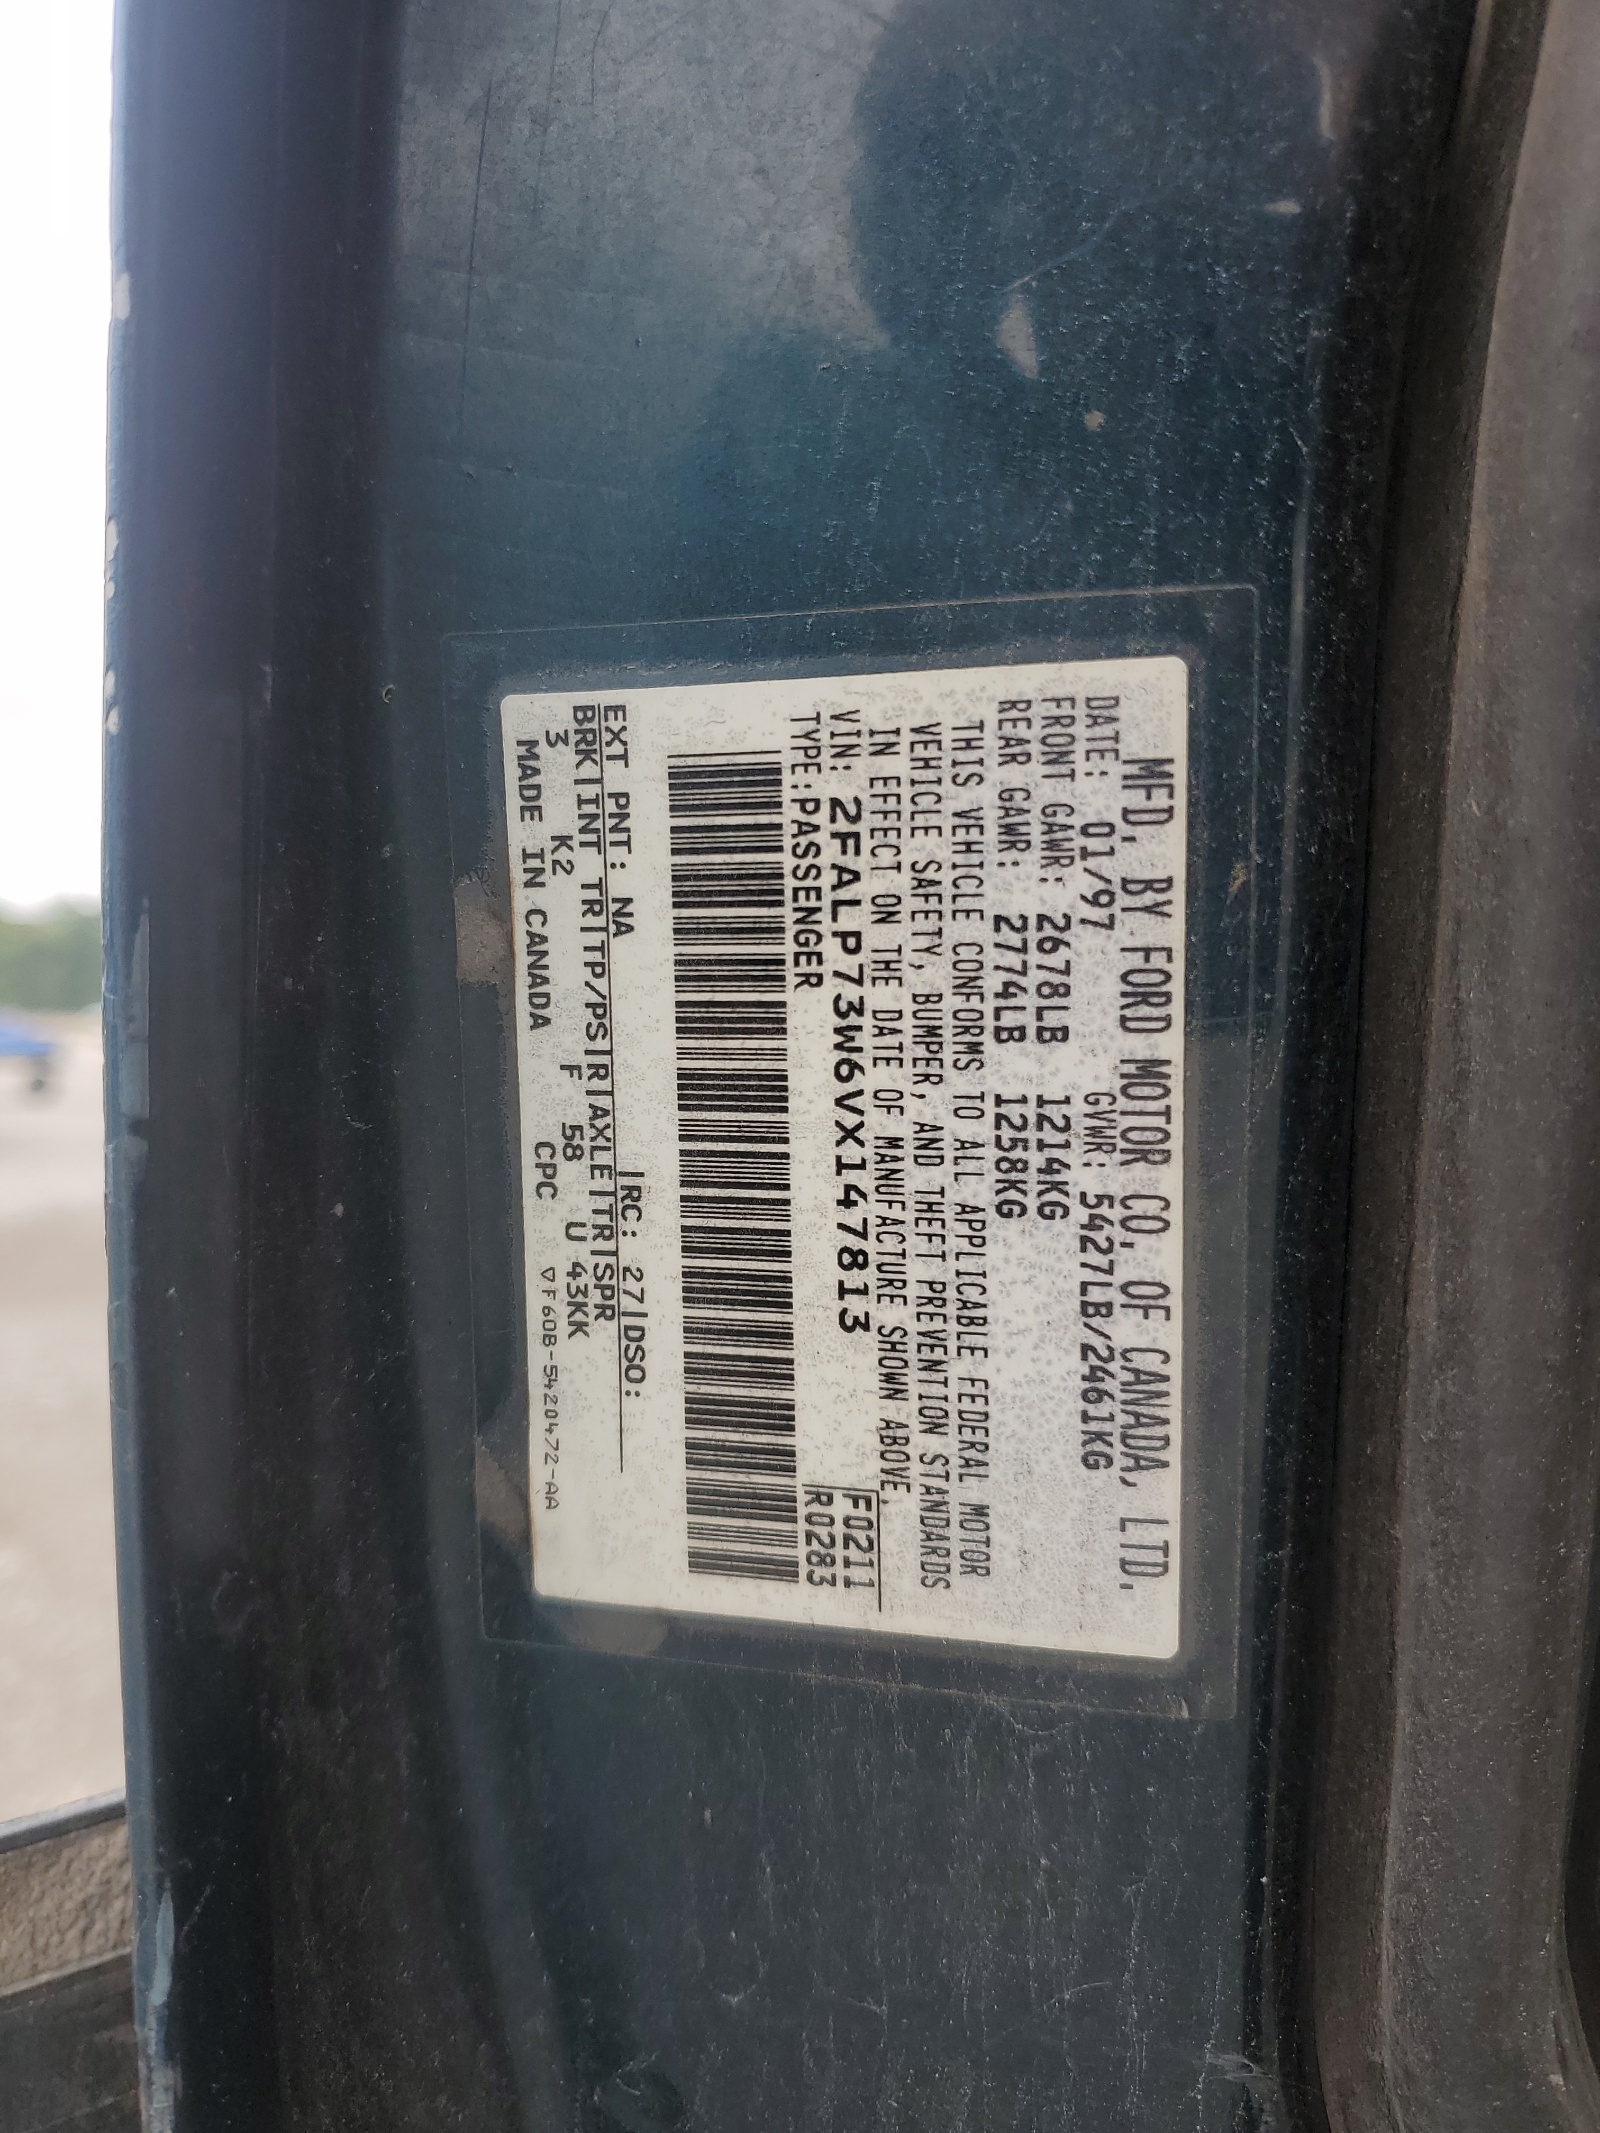 MFD. BY FORD MOTOR CO. OF CANADA, LTD.
DATE: 01/97 GVWR: 5427LB/2461KG
FRONT GAWR: 2678LB 1214KG
REAR GAWR: 2774LB 1258KG
THIS VEHICLE CONFORMS TO ALL APPLICABLE FEDERAL MOTOR
VEHICLE SAFETY, BUMPER, AND THEFT PREVENTION STANDARDS
IN EFFECT ON THE DATE OF MANUFACTURE SHOWN ABOVE.
VIN: 2FALP73W6VX147813 F0211
TYPE:PASSENGER R0283
EXT PNT: NA |RC: 27|DSO:
BRK|INT TR|TP/PS|R|AXLE|TR|SPR
3 K2 F 58 U 43KK
MADE IN CANADA CPC ▽F60B-5420472-AA